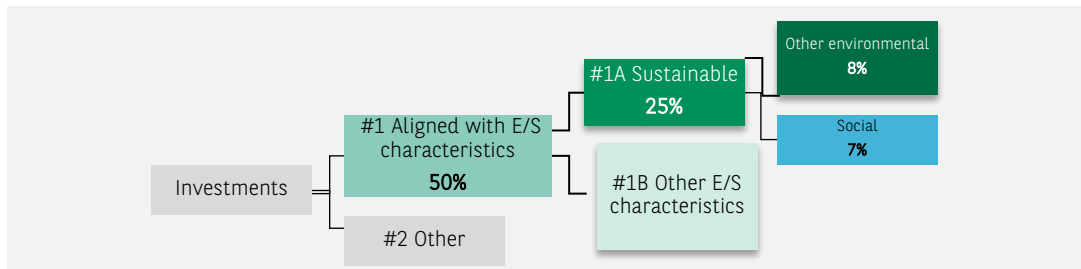 Investments
#1 Aligned with E/S
characteristics
50%
#2 Other
#1A Sustainable
25%
#1B Other E/S
characteristics
Other environmental
8%
Social
7%